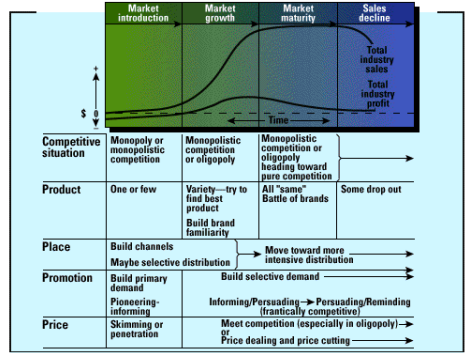 Market introduction
Market growth
Market maturity
Sales decline
Total industry sales
Total industry profit
+
$ 0
–
Time
Competitive situation
Monopoly or monopolistic competition
Monopolistic competition or oligopoly
Monopolistic competition or oligopoly heading toward pure competition
Product
One or few
Variety—try to find best product
Build brand familiarity
All "same" Battle of brands
Some drop out
Place
Build channels
Maybe selective distribution
Move toward more intensive distribution
Promotion
Build primary demand
Pioneering-informing
Build selective demand
Informing/Persuading
Persuading/Reminding
(frantically competitive)
Price
Skimming or penetration
Meet competition (especially in oligopoly)
or
Price dealing and price cutting